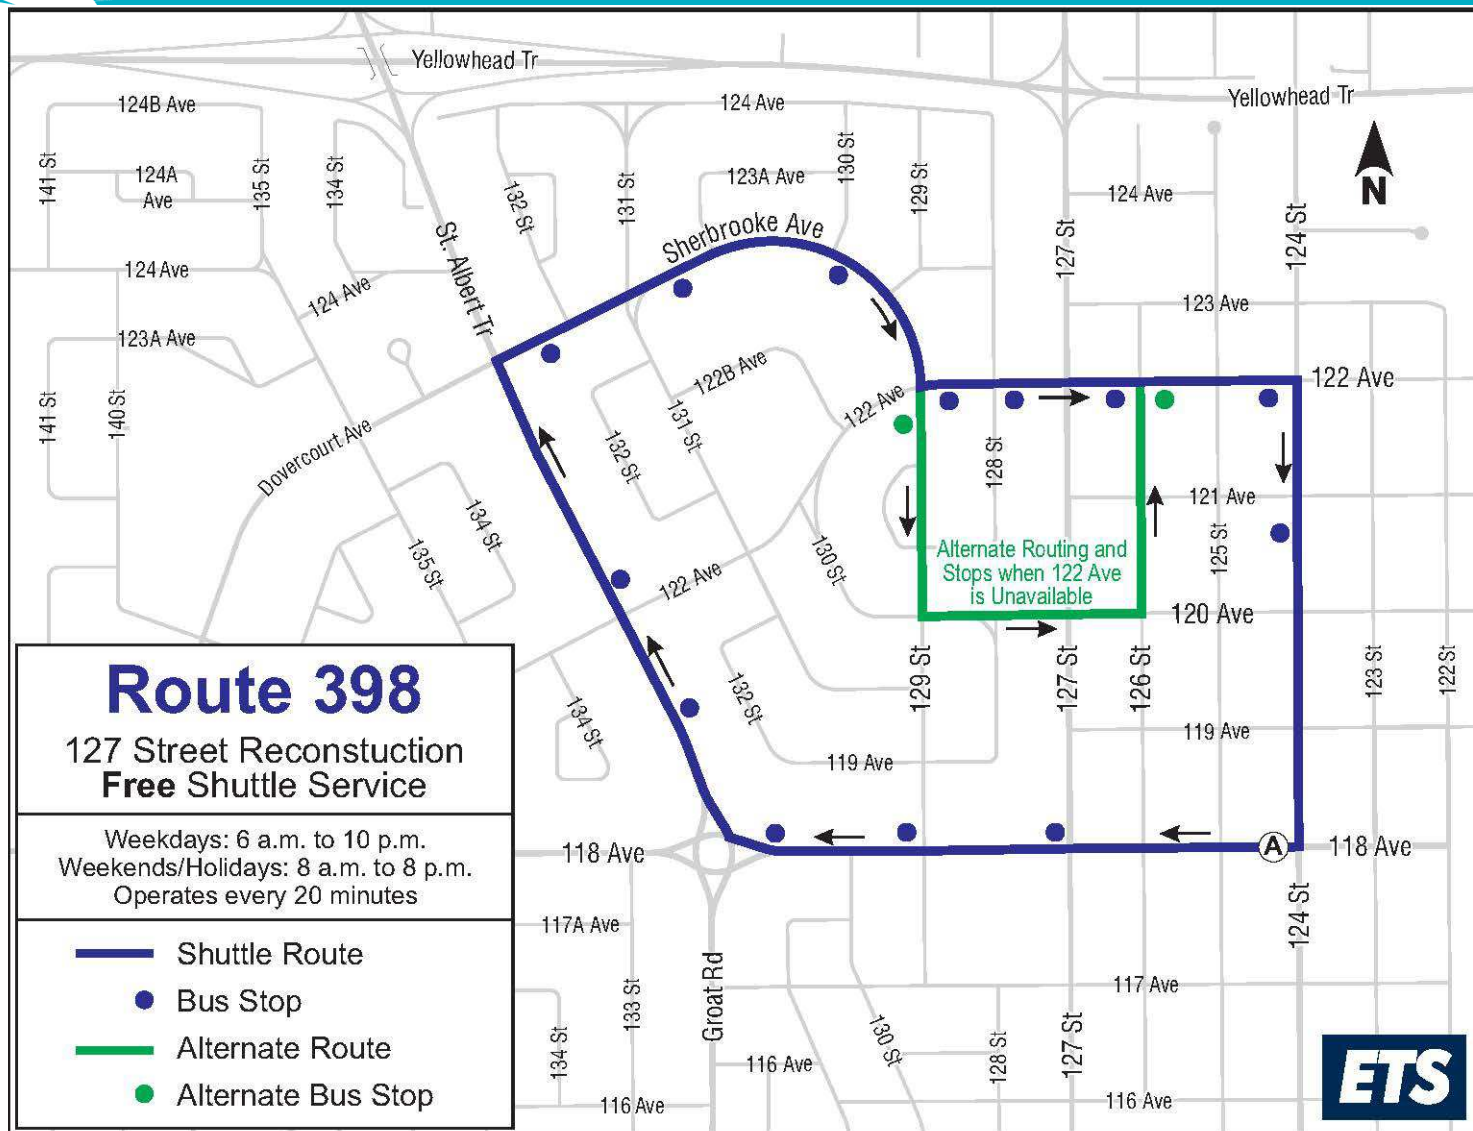 Yellowhead Tr
Yellowhead Tr
124B Ave
124 Ave
141 St
124A
Ave
135 St
134 St
132 St
131 St
123A Ave
130 St
129 St
124 Ave
N
127 St
124 St
Sherbrooke Ave
St. Albert Tr
124 Ave
124 Ave
123 Ave
123A Ave
122B Ave
122 Ave
122 Ave
141 St
140 St
Dovercourt Ave
132 St
131 St
128 St
134 St
121 Ave
125 St
135 St
130 St
122 Ave
Alternate Routing and
Stops when 122 Ave
is Unavailable
120 Ave
129 St
127 St
126 St
123 St
122 St
132 St
134 St
119 Ave
119 Ave
Route 398
127 Street Reconstuction
Free Shuttle Service
Weekdays: 6 a.m. to 10 p.m.
Weekends/Holidays: 8 a.m. to 8 p.m.
Operates every 20 minutes
Shuttle Route
Bus Stop
Alternate Route
Alternate Bus Stop
118 Ave
A
118 Ave
117A Ave
124 St
Groat Rd
133 St
117 Ave
134 St
130 St
128 St
127 St
116 Ave
116 Ave
116 Ave
ETS